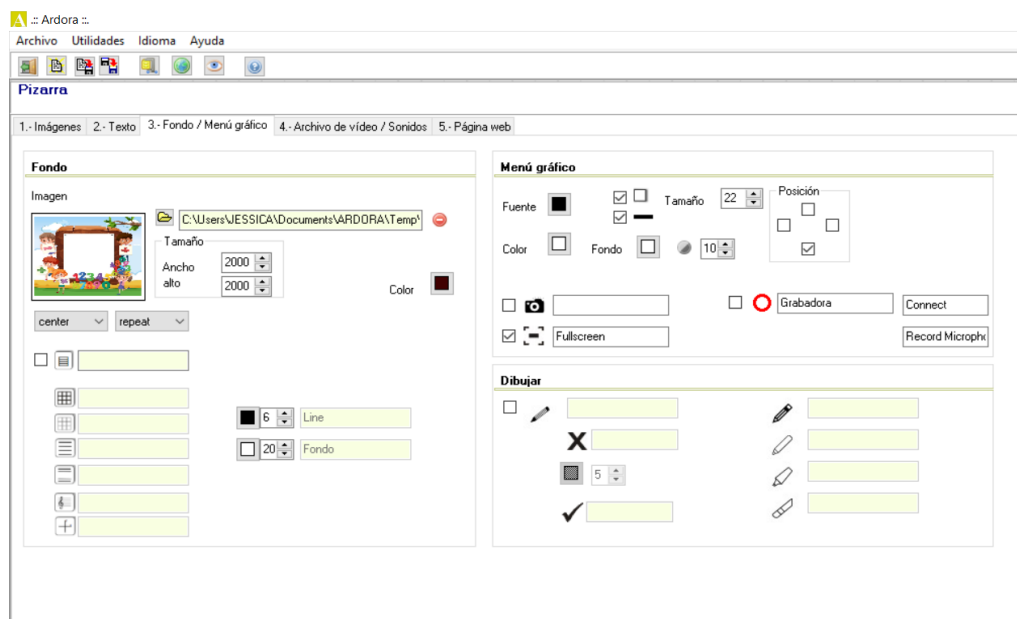 A .:: Ardora ::.
Archivo Utilidades Idioma Ayuda
Pizarra
1.- Imágenes 2.- Texto 3.- Fondo / Menú gráfico 4.- Archivo de vídeo / Sonidos 5.- Página web
Fondo
Imagen
C:\Users\JESSICA\Documents\ARDORA\Temp\
Tamaño
Ancho 2000
alto 2000
Color
center repeat
6 Line
20 Fondo
Menú gráfico
Fuente Tamaño 22 Posición
Color Fondo 10
Grabadora Connect
Fullscreen Record Micropho
Dibujar
5